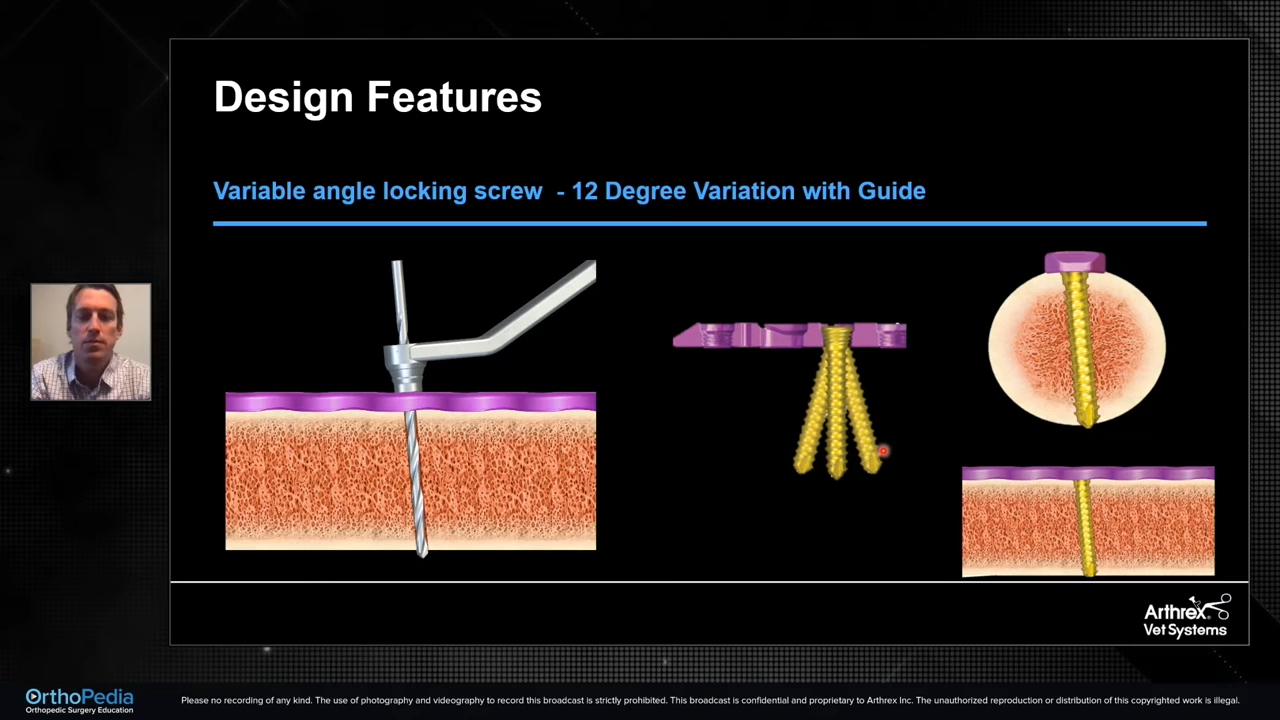 Design Features
Variable angle locking screw - 12 Degree Variation with Guide
Arthrex®
Vet Systems
OrthoPedia
Orthopedic Surgery Education
Please no recording of any kind. The use of photography and videography to record this broadcast is strictly prohibited. This broadcast is confidential and proprietary to Arthrex Inc. The unauthorized reproduction or distribution of this copyrighted work is illegal.